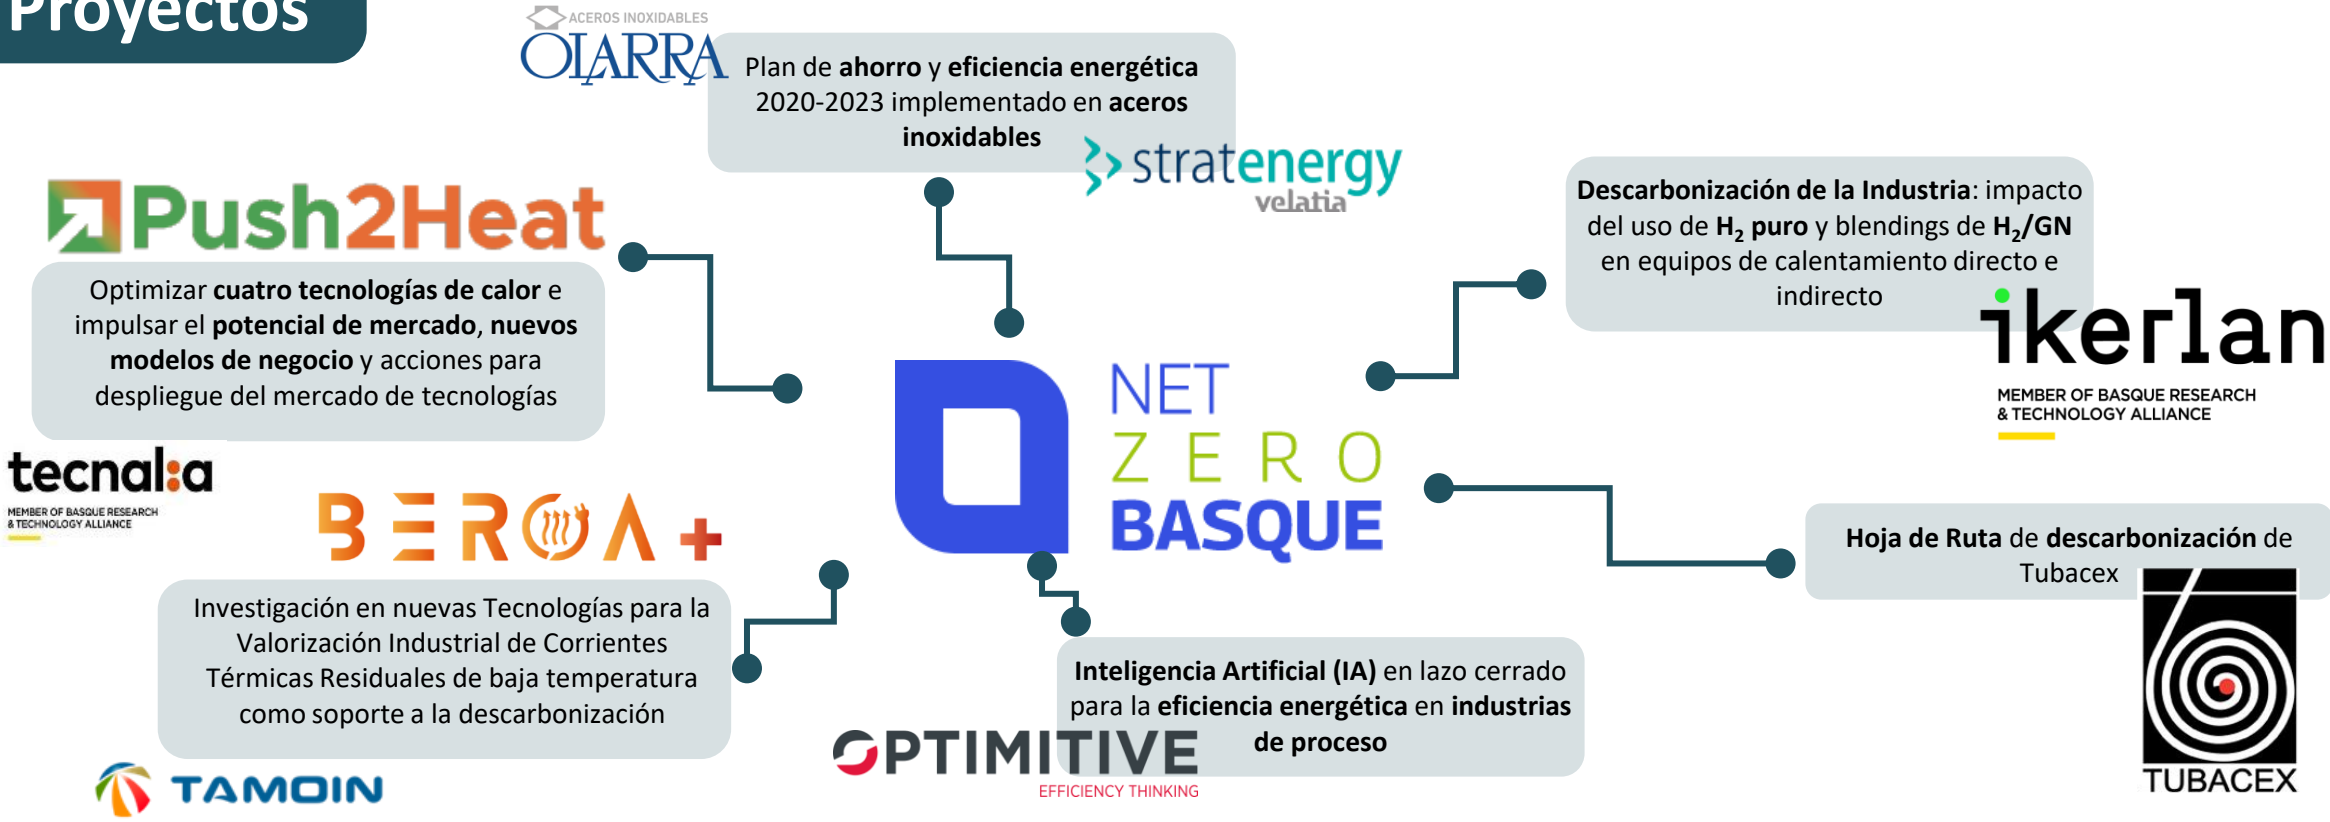 Proyectos
ACEROS INOXIDABLES
OLARRA
Plan de ahorro y eficiencia energética
2020-2023 implementado en aceros
inoxidables
stratenergy
velatia
Push2Heat
Optimizar cuatro tecnologías de calor e
impulsar el potencial de mercado, nuevos
modelos de negocio y acciones para
despliegue del mercado de tecnologías
tecnalia
MEMBER OF BASQUE RESEARCH
& TECHNOLOGY ALLIANCE
Descarbonización de la Industria: impacto
del uso de H₂ puro y blendings de H₂/GN
en equipos de calentamiento directo e
indirecto
ikerlan
MEMBER OF BASQUE RESEARCH
& TECHNOLOGY ALLIANCE
NET
ZERO
BASQUE
BEROA+
Investigación en nuevas Tecnologías para la
Valorización Industrial de Corrientes
Térmicas Residuales de baja temperatura
como soporte a la descarbonización
TAMOIN
Inteligencia Artificial (IA) en lazo cerrado
para la eficiencia energética en industrias
de proceso
OPTIMITIVE
EFFICIENCY THINKING
Hoja de Ruta de descarbonización de
Tubacex
TUBACEX